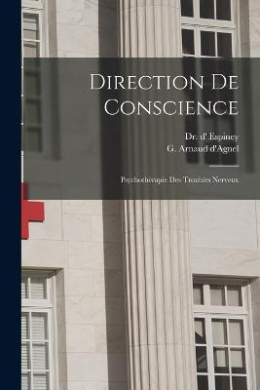 Direction De
Conscience
Psychothérapie Des Troubles Nerveux
Dr. d' Espiney
G. Arnaud d'Agnel